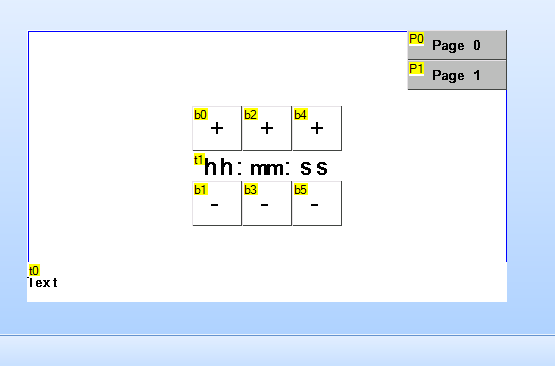 P0 Page 0
P1 Page 1
b0 b2 b4
+ + +
t1 hh: mm: ss
b1 b3 b5
- - -
t0
Text